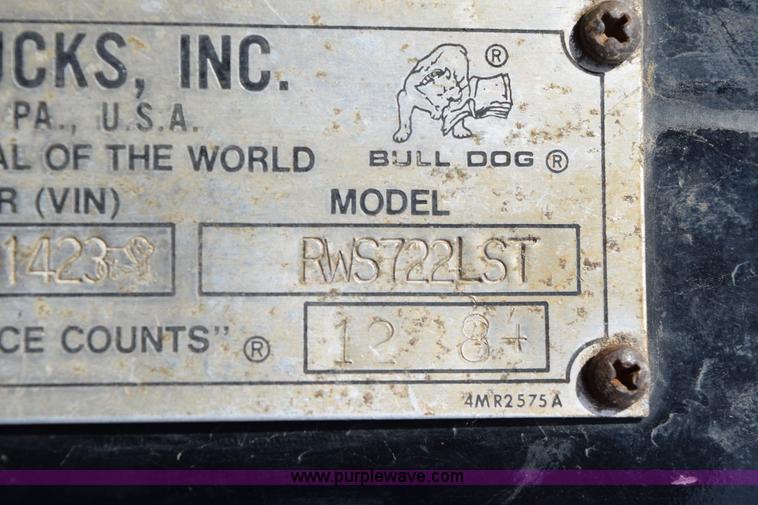 UCKS, INC.
®
PA., U.S.A.
AL OF THE WORLD
BULL DOG ®
R (VIN)
MODEL
1423
RWS722LST
CE COUNTS" ®
12 8+
4MR2575A
www.purplewave.com